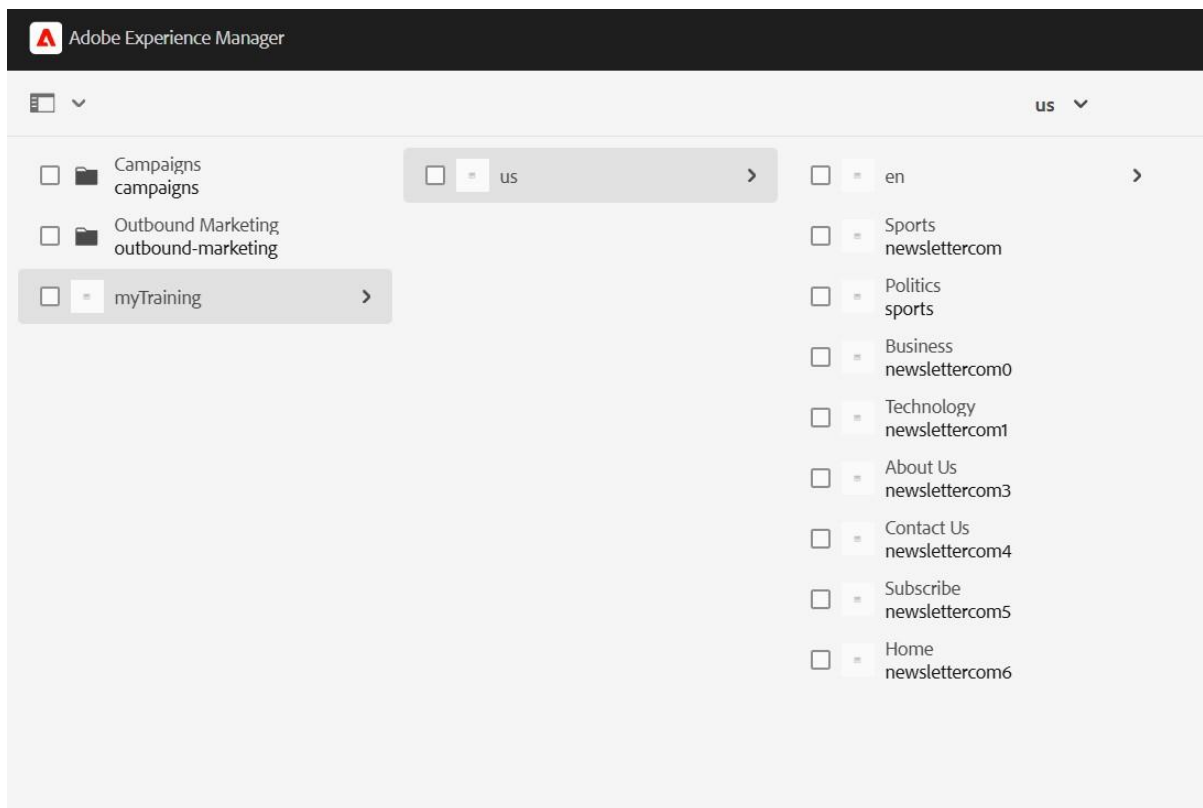 Adobe Experience Manager
us
Campaigns
campaigns
Outbound Marketing
outbound-marketing
myTraining
us
en
Sports
newslettercom
Politics
sports
Business
newslettercom0
Technology
newslettercom1
About Us
newslettercom3
Contact Us
newslettercom4
Subscribe
newslettercom5
Home
newslettercom6